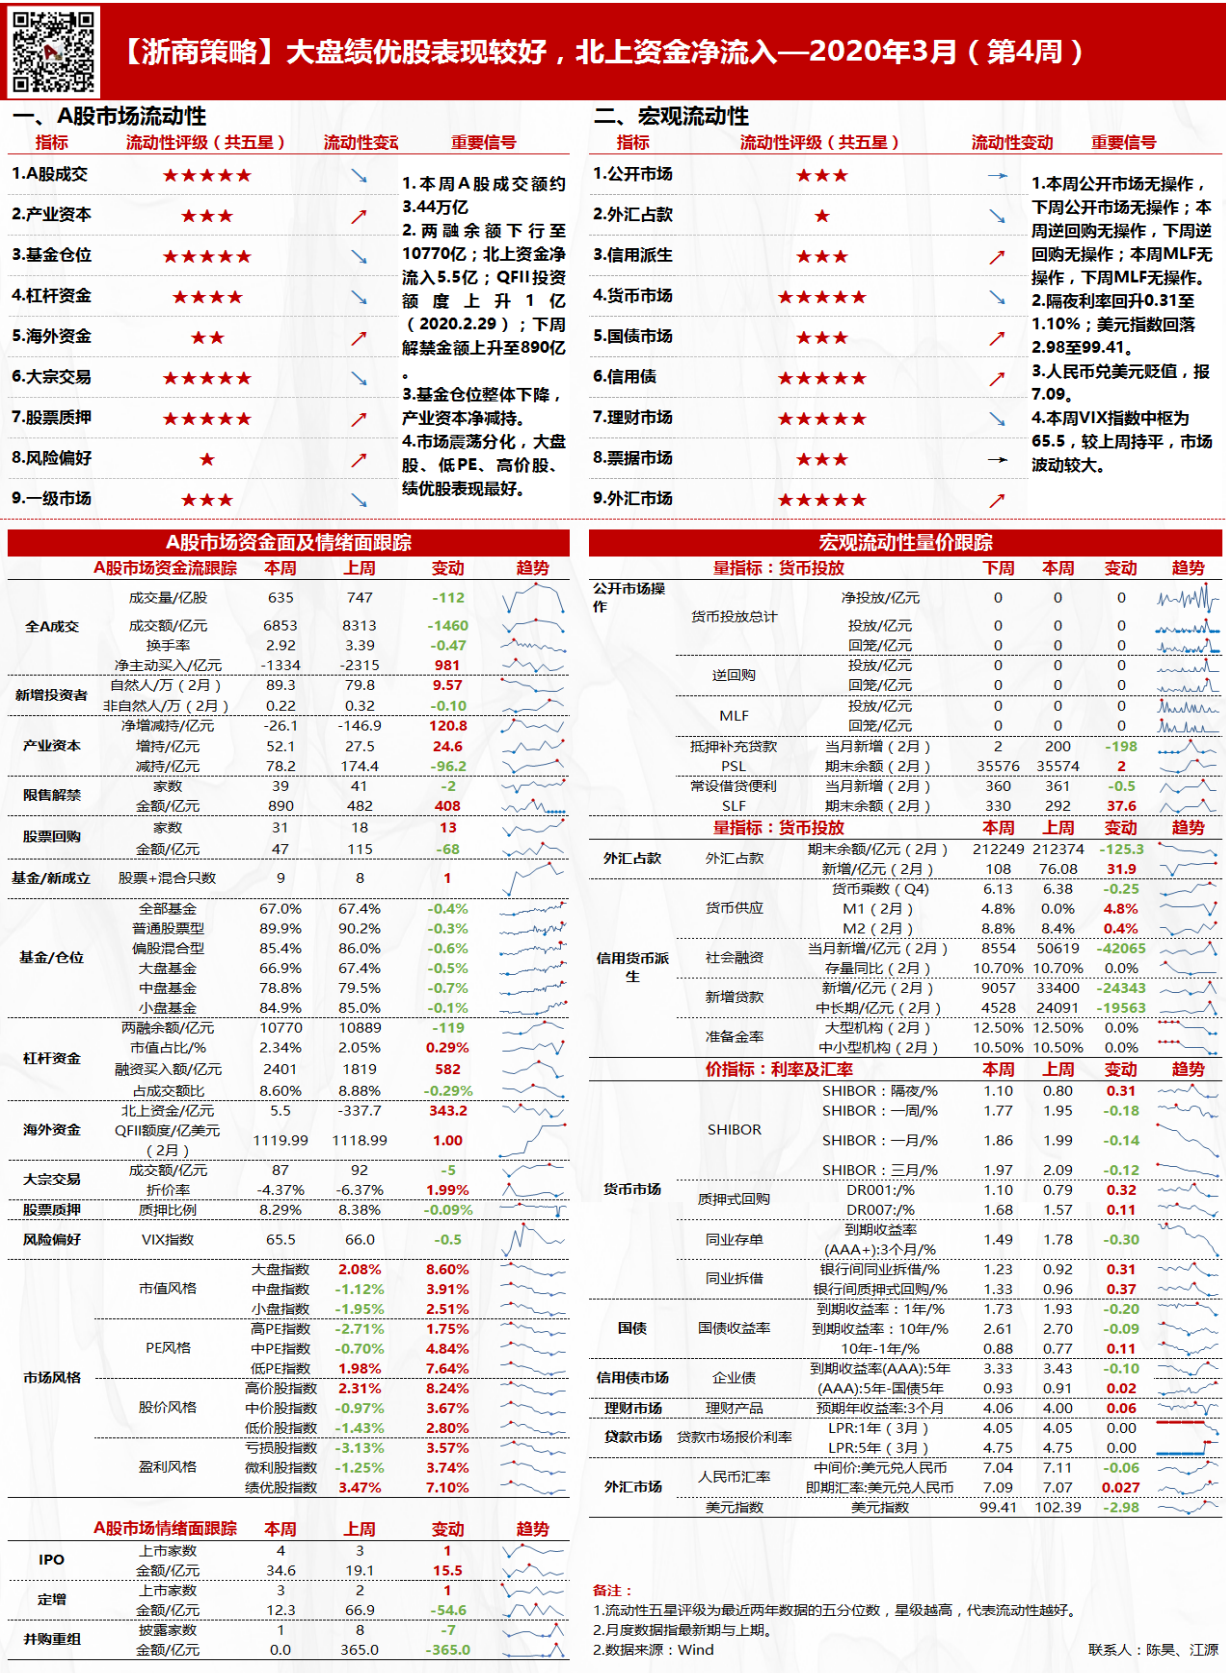 【浙商策略】大盘绩优股表现较好，北上资金净流入—2020年3月（第4周）
一、A股市场流动性
指标 流动性评级（共五星） 流动性变动 重要信号
1.A股成交 ★★★★★ ↘
2.产业资本 ★★★ ↗
3.基金仓位 ★★★★★ ↘
4.杠杆资金 ★★★★ ↘
5.海外资金 ★★ ↗
6.大宗交易 ★★★★★ ↘
7.股票质押 ★★★★★ ↗
8.风险偏好 ★ ↗
9.一级市场 ★★★ ↘
1.本周A股成交额约
3.44万亿
2.两融余额下行至
10770亿；北上资金净
流入5.5亿；QFII投资
额度上升1亿
（2020.2.29）；下周
解禁金额上升至890亿
。
3.基金仓位整体下降，
产业资本净减持。
4.市场震荡分化，大盘
股、低PE、高价股、
绩优股表现最好。
二、宏观流动性
指标 流动性评级（共五星） 流动性变动 重要信号
1.公开市场 ★★★ →
2.外汇占款 ★ ↘
3.信用派生 ★★★ ↗
4.货币市场 ★★★★★ ↘
5.国债市场 ★★★ ↗
6.信用债 ★★★★★ ↗
7.理财市场 ★★★★★ ↘
8.票据市场 ★★★ →
9.外汇市场 ★★★★★ ↗
1.本周公开市场无操作，
下周公开市场无操作；本
周逆回购无操作，下周逆
回购无操作；本周MLF无
操作，下周MLF无操作。
2.隔夜利率回升0.31至
1.10%；美元指数回落
2.98至99.41。
3.人民币兑美元贬值，报
7.09。
4.本周VIX指数中枢为
65.5，较上周持平，市场
波动较大。
A股市场资金面及情绪面跟踪
A股市场资金流跟踪 本周 上周 变动 趋势
全A成交
成交量/亿股 635 747 -112
成交额/亿元 6853 8313 -1460
换手率 2.92 3.39 -0.47
净主动买入/亿元 -1334 -2315 981
新增投资者
自然人/万（2月） 89.3 79.8 9.57
非自然人/万（2月） 0.22 0.32 -0.10
产业资本
净增减持/亿元 -26.1 -146.9 120.8
增持/亿元 52.1 27.5 24.6
减持/亿元 78.2 174.4 -96.2
限售解禁
家数 39 41 -2
金额/亿元 890 482 408
股票回购
家数 31 18 13
金额/亿元 47 115 -68
基金/新成立 股票+混合只数 9 8 1
基金/仓位
全部基金 67.0% 67.4% -0.4%
普通股票型 89.9% 90.2% -0.3%
偏股混合型 85.4% 86.0% -0.6%
大盘基金 66.9% 67.4% -0.5%
中盘基金 78.8% 79.5% -0.7%
小盘基金 84.9% 85.0% -0.1%
杠杆资金
两融余额/亿元 10770 10889 -119
市值占比/% 2.34% 2.05% 0.29%
融资买入额/亿元 2401 1819 582
占成交额比 8.60% 8.88% -0.29%
海外资金
北上资金/亿元 5.5 -337.7 343.2
QFII额度/亿美元
（2月） 1119.99 1118.99 1.00
大宗交易
成交额/亿元 87 92 -5
折价率 -4.37% -6.37% 1.99%
股票质押 质押比例 8.29% 8.38% -0.09%
风险偏好 VIX指数 65.5 66.0 -0.5
市场风格
市值风格
大盘指数 2.08% 8.60%
中盘指数 -1.12% 3.91%
小盘指数 -1.95% 2.51%
PE风格
高PE指数 -2.71% 1.75%
中PE指数 -0.70% 4.84%
低PE指数 1.98% 7.64%
股价风格
高价股指数 2.31% 8.24%
中价股指数 -0.97% 3.67%
低价股指数 -1.43% 2.80%
盈利风格
亏损股指数 -3.13% 3.57%
微利股指数 -1.25% 3.74%
绩优股指数 3.47% 7.10%
A股市场情绪面跟踪 本周 上周 变动 趋势
IPO
上市家数 4 3 1
金额/亿元 34.6 19.1 15.5
定增
上市家数 3 2 1
金额/亿元 12.3 66.9 -54.6
并购重组
披露家数 1 8 -7
金额/亿元 0.0 365.0 -365.0
宏观流动性量价跟踪
量指标：货币投放 下周 本周 变动 趋势
公开市场操
作
货币投放总计
净投放/亿元 0 0 0
投放/亿元 0 0 0
回笼/亿元 0 0 0
逆回购
投放/亿元 0 0 0
回笼/亿元 0 0 0
MLF
投放/亿元 0 0 0
回笼/亿元 0 0 0
抵押补充贷款 当月新增（2月） 2 200 -198
PSL 期末余额（2月） 35576 35574 2
常设借贷便利 当月新增（2月） 360 361 -0.5
SLF 期末余额（2月） 330 292 37.6
量指标：货币投放 本周 上周 变动 趋势
外汇占款 外汇占款
期末余额/亿元（2月） 212249 212374 -125.3
新增/亿元（2月） 108 76.08 31.9
信用货币派
生
货币供应
货币乘数（Q4) 6.13 6.38 -0.25
M1（2月） 4.8% 0.0% 4.8%
M2（2月） 8.8% 8.4% 0.4%
社会融资
当月新增/亿元（2月） 8554 50619 -42065
存量同比（2月） 10.70% 10.70% 0.0%
新增贷款
新增/亿元（2月） 9057 33400 -24343
中长期/亿元（2月） 4528 24091 -19563
准备金率
大型机构（2月） 12.50% 12.50% 0.0%
中小型机构（2月） 10.50% 10.50% 0.0%
价指标：利率及汇率 本周 上周 变动 趋势
货币市场
SHIBOR
SHIBOR：隔夜/% 1.10 0.80 0.31
SHIBOR：一周/% 1.77 1.95 -0.18
SHIBOR：一月/% 1.86 1.99 -0.14
SHIBOR：三月/% 1.97 2.09 -0.12
质押式回购
DR001:/% 1.10 0.79 0.32
DR007:/% 1.68 1.57 0.11
同业存单
到期收益率
(AAA+):3个月/% 1.49 1.78 -0.30
同业拆借
银行间同业拆借/% 1.23 0.92 0.31
银行间质押式回购/% 1.33 0.96 0.37
国债 国债收益率
到期收益率：1年/% 1.73 1.93 -0.20
到期收益率：10年/% 2.61 2.70 -0.09
10年-1年/% 0.88 0.77 0.11
信用债市场 企业债
到期收益率(AAA):5年 3.33 3.43 -0.10
(AAA):5年-国债5年 0.93 0.91 0.02
理财市场 理财产品 预期年收益率:3个月 4.06 4.00 0.06
贷款市场 贷款市场报价利率
LPR:1年（3月） 4.05 4.05 0.00
LPR:5年（3月） 4.75 4.75 0.00
外汇市场
人民币汇率
中间价:美元兑人民币 7.04 7.11 -0.06
即期汇率:美元兑人民币 7.09 7.07 0.027
美元指数 美元指数 99.41 102.39 -2.98
备注：
1.流动性五星评级为最近两年数据的五分位数，星级越高，代表流动性越好。
2.月度数据指最新期与上期。
2.数据来源：Wind
联系人：陈昊、江源